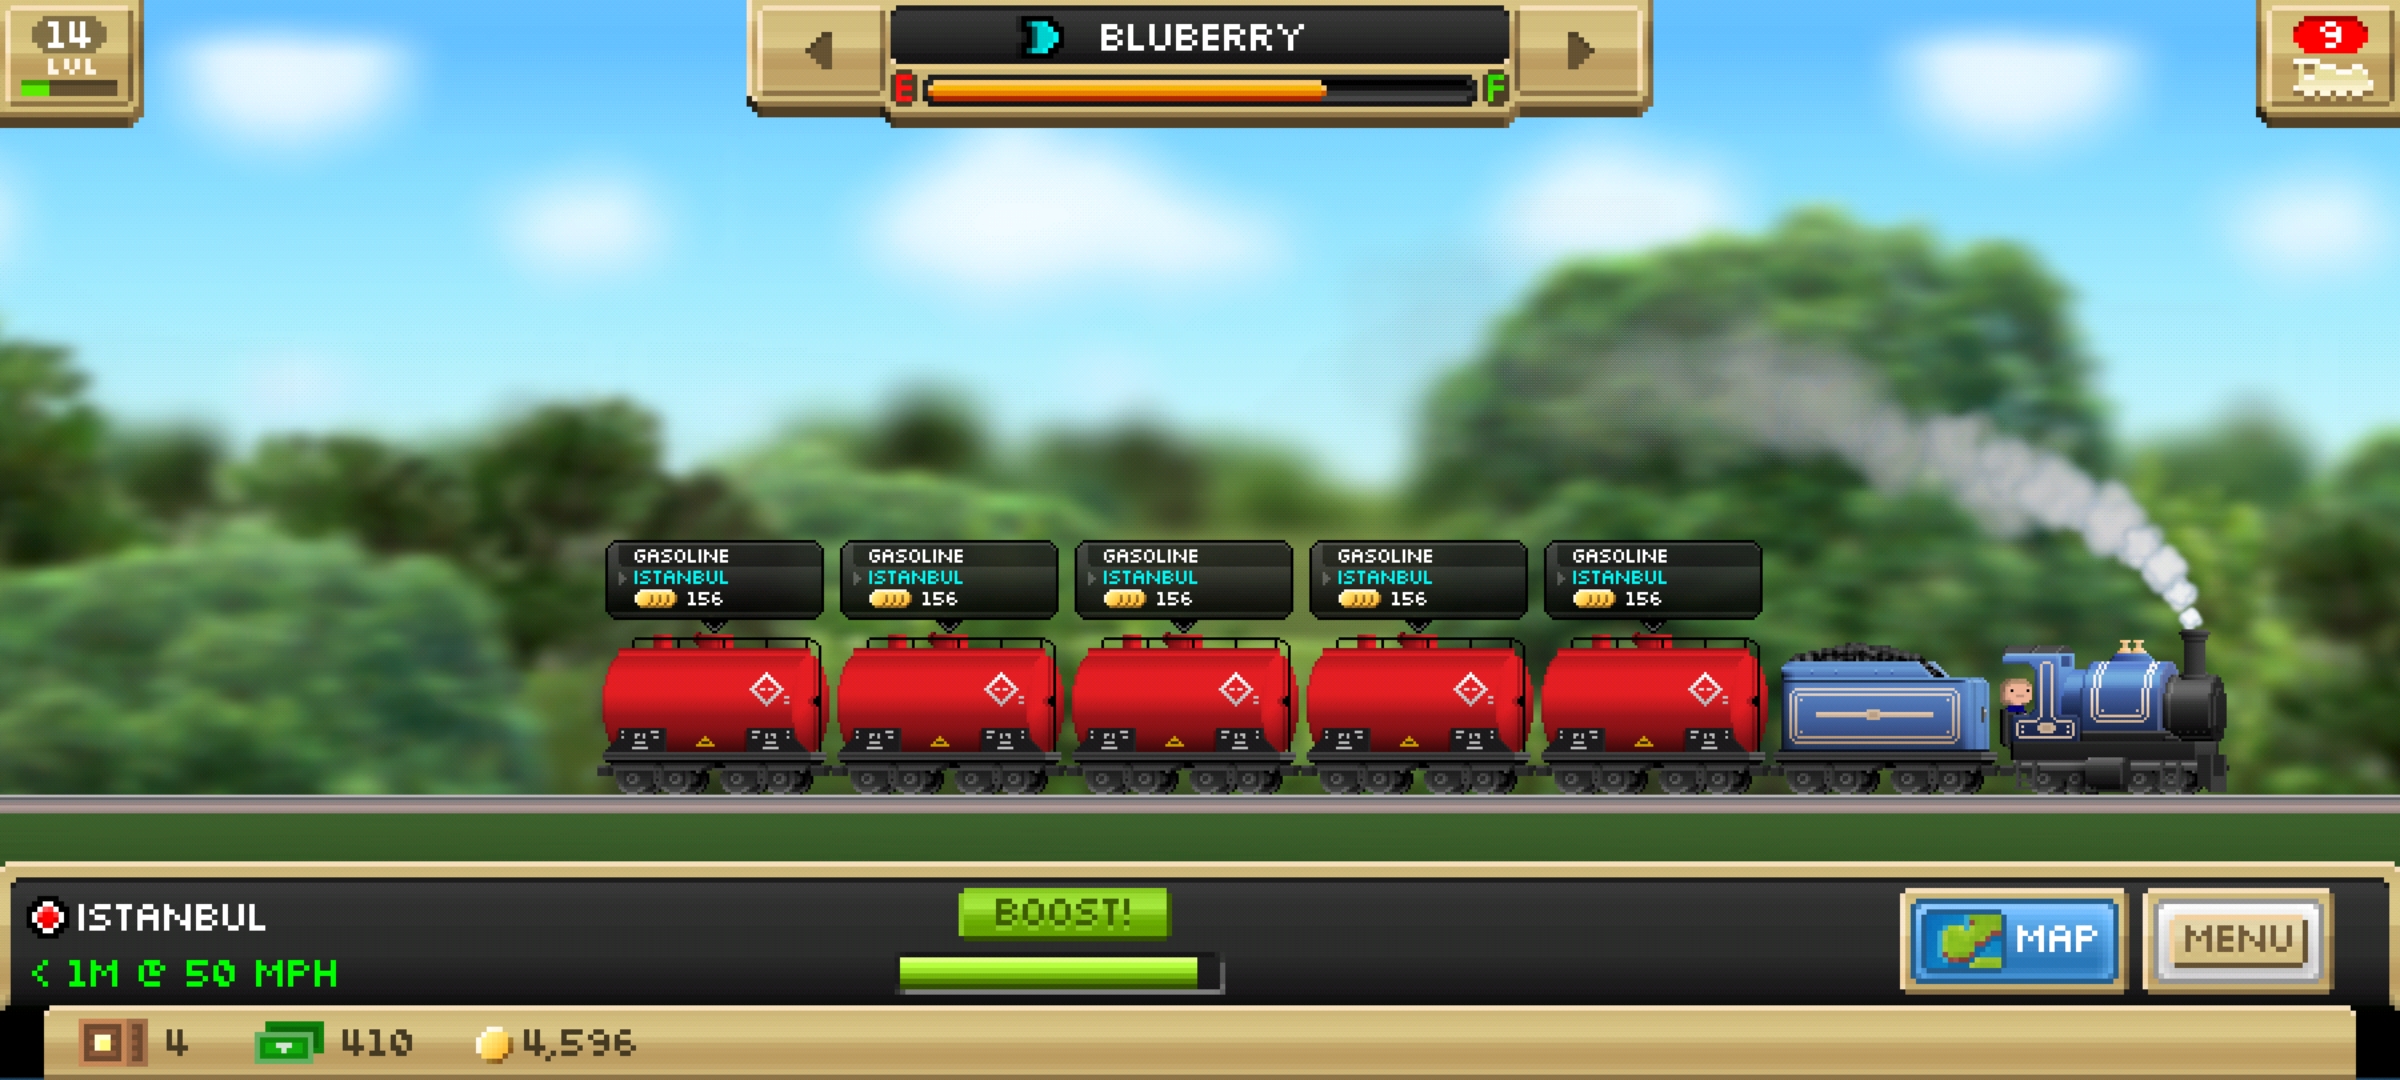 14
LVL
BLUBERRY
E F
9
GASOLINE
ISTANBUL
156
GASOLINE
ISTANBUL
156
GASOLINE
ISTANBUL
156
GASOLINE
ISTANBUL
156
GASOLINE
ISTANBUL
156
ISTANBUL
< 1M @ 50 MPH
BOOST!
MAP
MENU
4
410
4,596